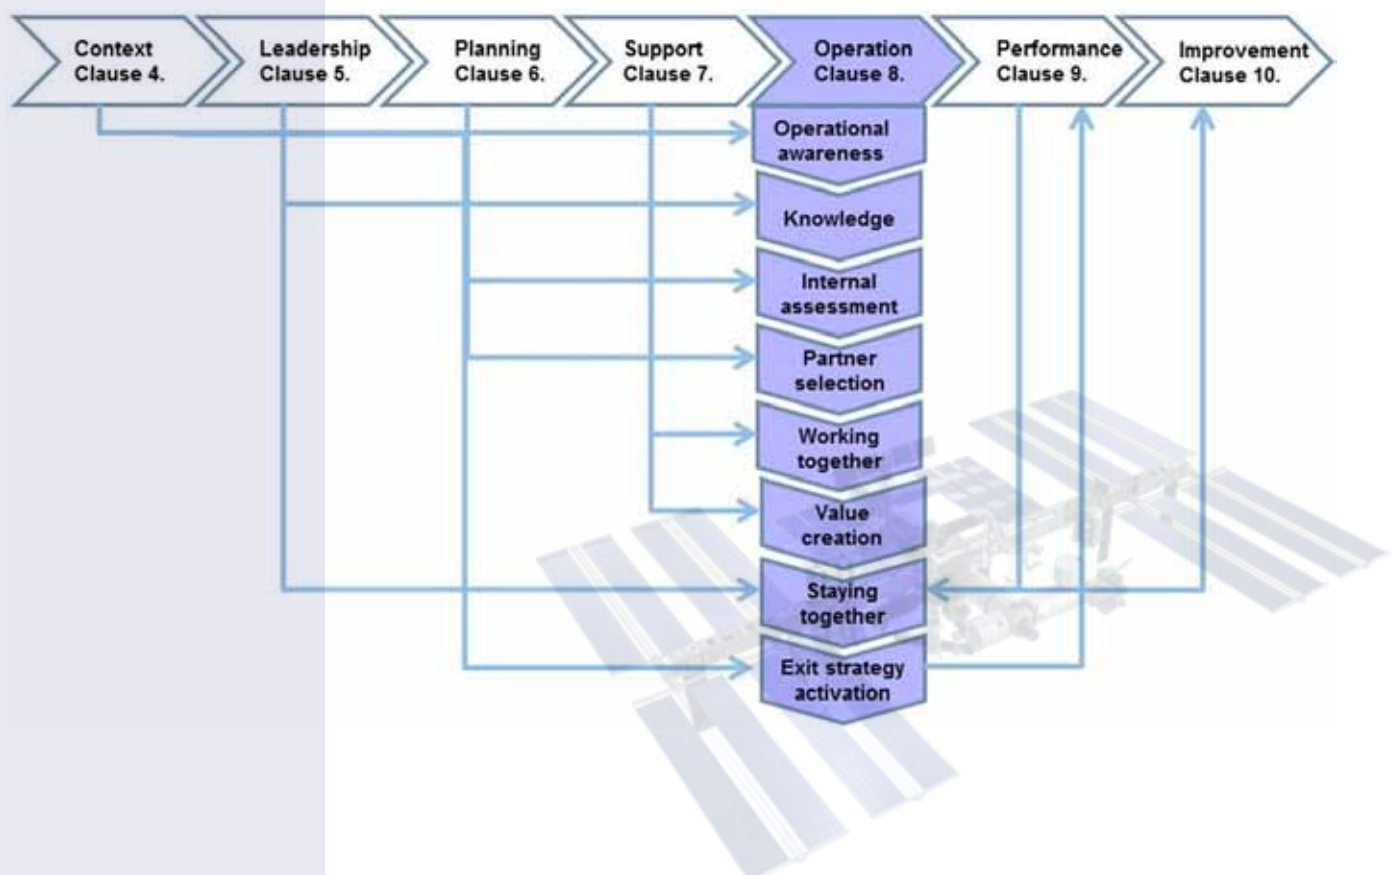 Context
Clause 4.
Leadership
Clause 5.
Planning
Clause 6.
Support
Clause 7.
Operation
Clause 8.
Performance
Clause 9.
Improvement
Clause 10.
Operational
awareness
Knowledge
Internal
assessment
Partner
selection
Working
together
Value
creation
Staying
together
Exit strategy
activation